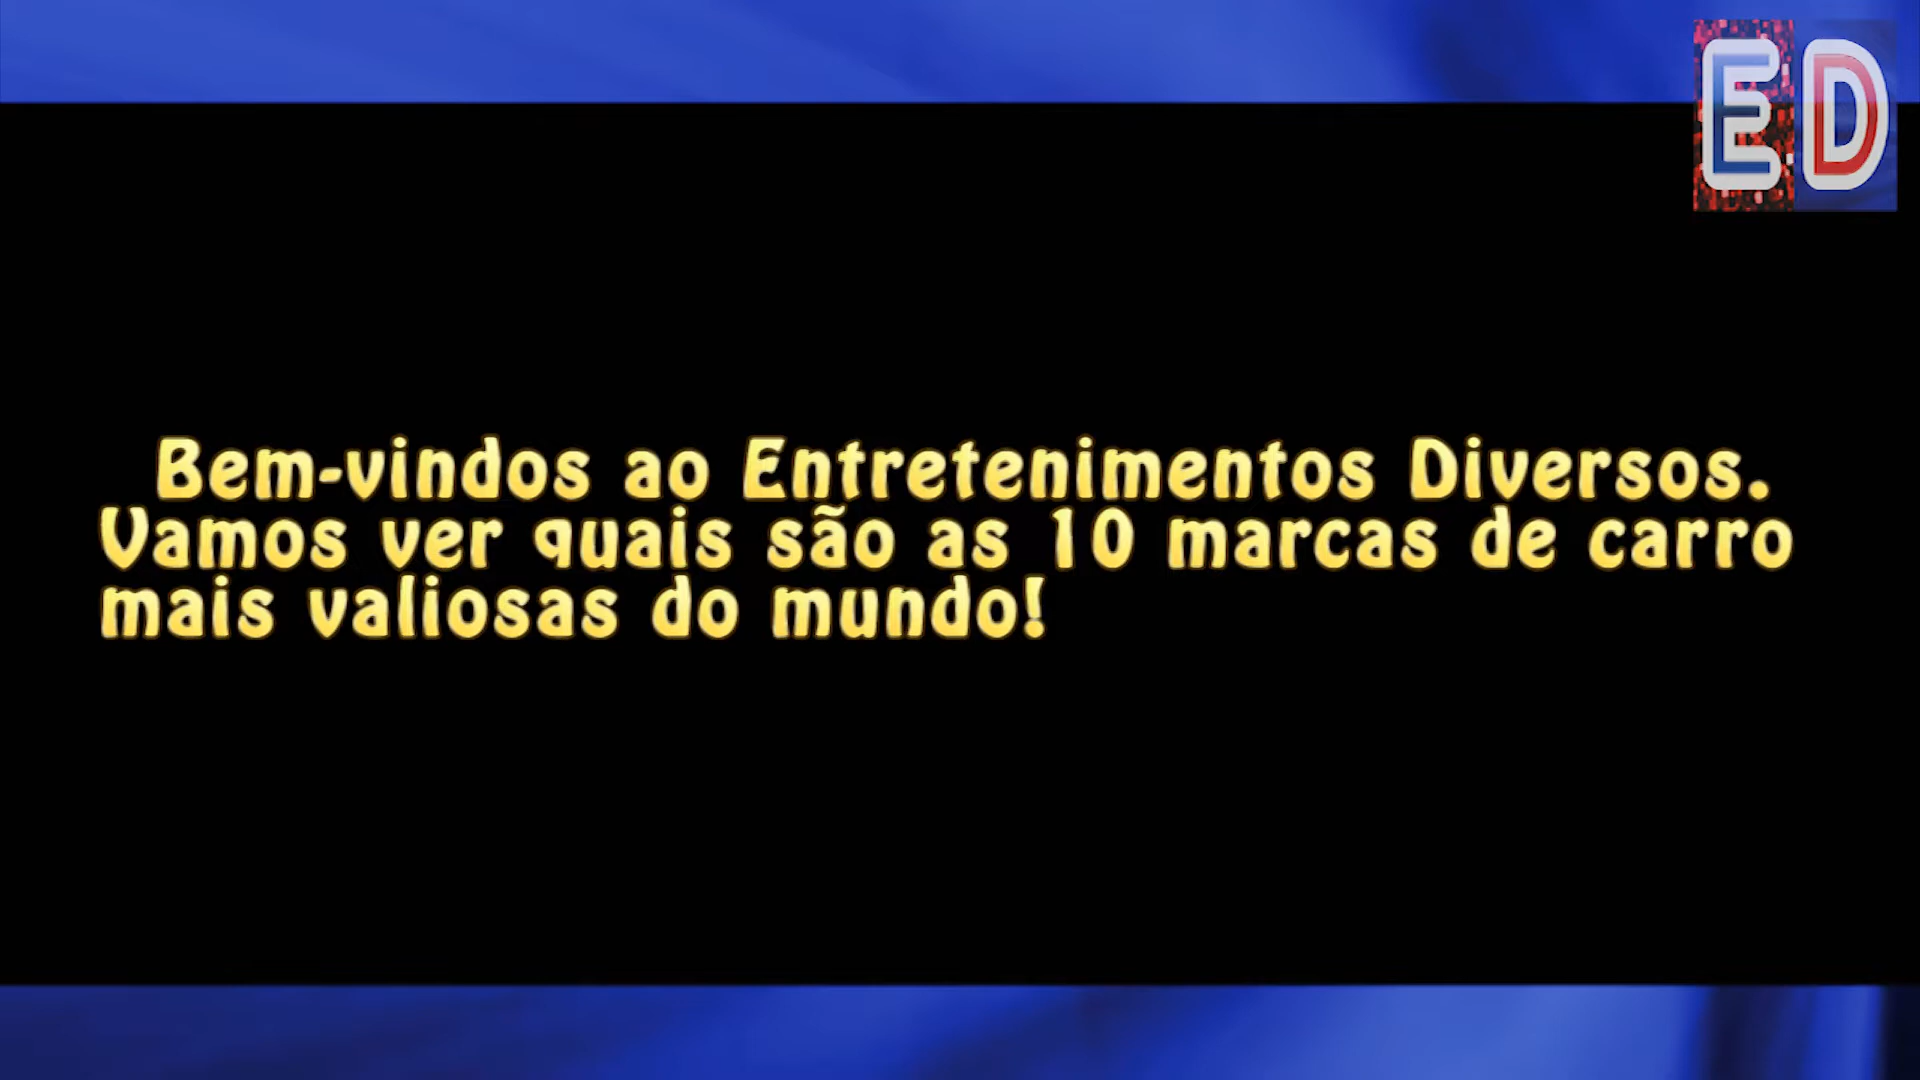 ED
Bem-vindos ao Entretenimentos Diversos.
Vamos ver quais são as 10 marcas de carro
mais valiosas do mundo!